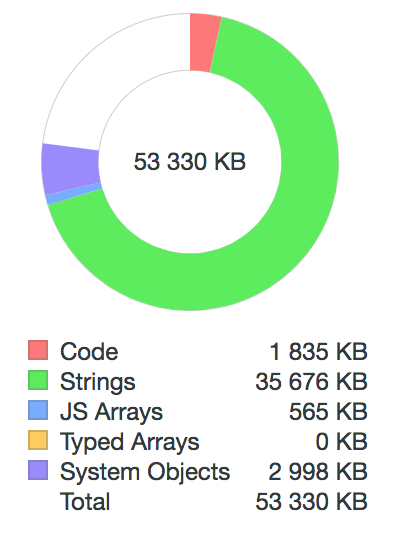 53 330 KB
Code 1 835 KB
Strings 35 676 KB
JS Arrays 565 KB
Typed Arrays 0 KB
System Objects 2 998 KB
Total 53 330 KB